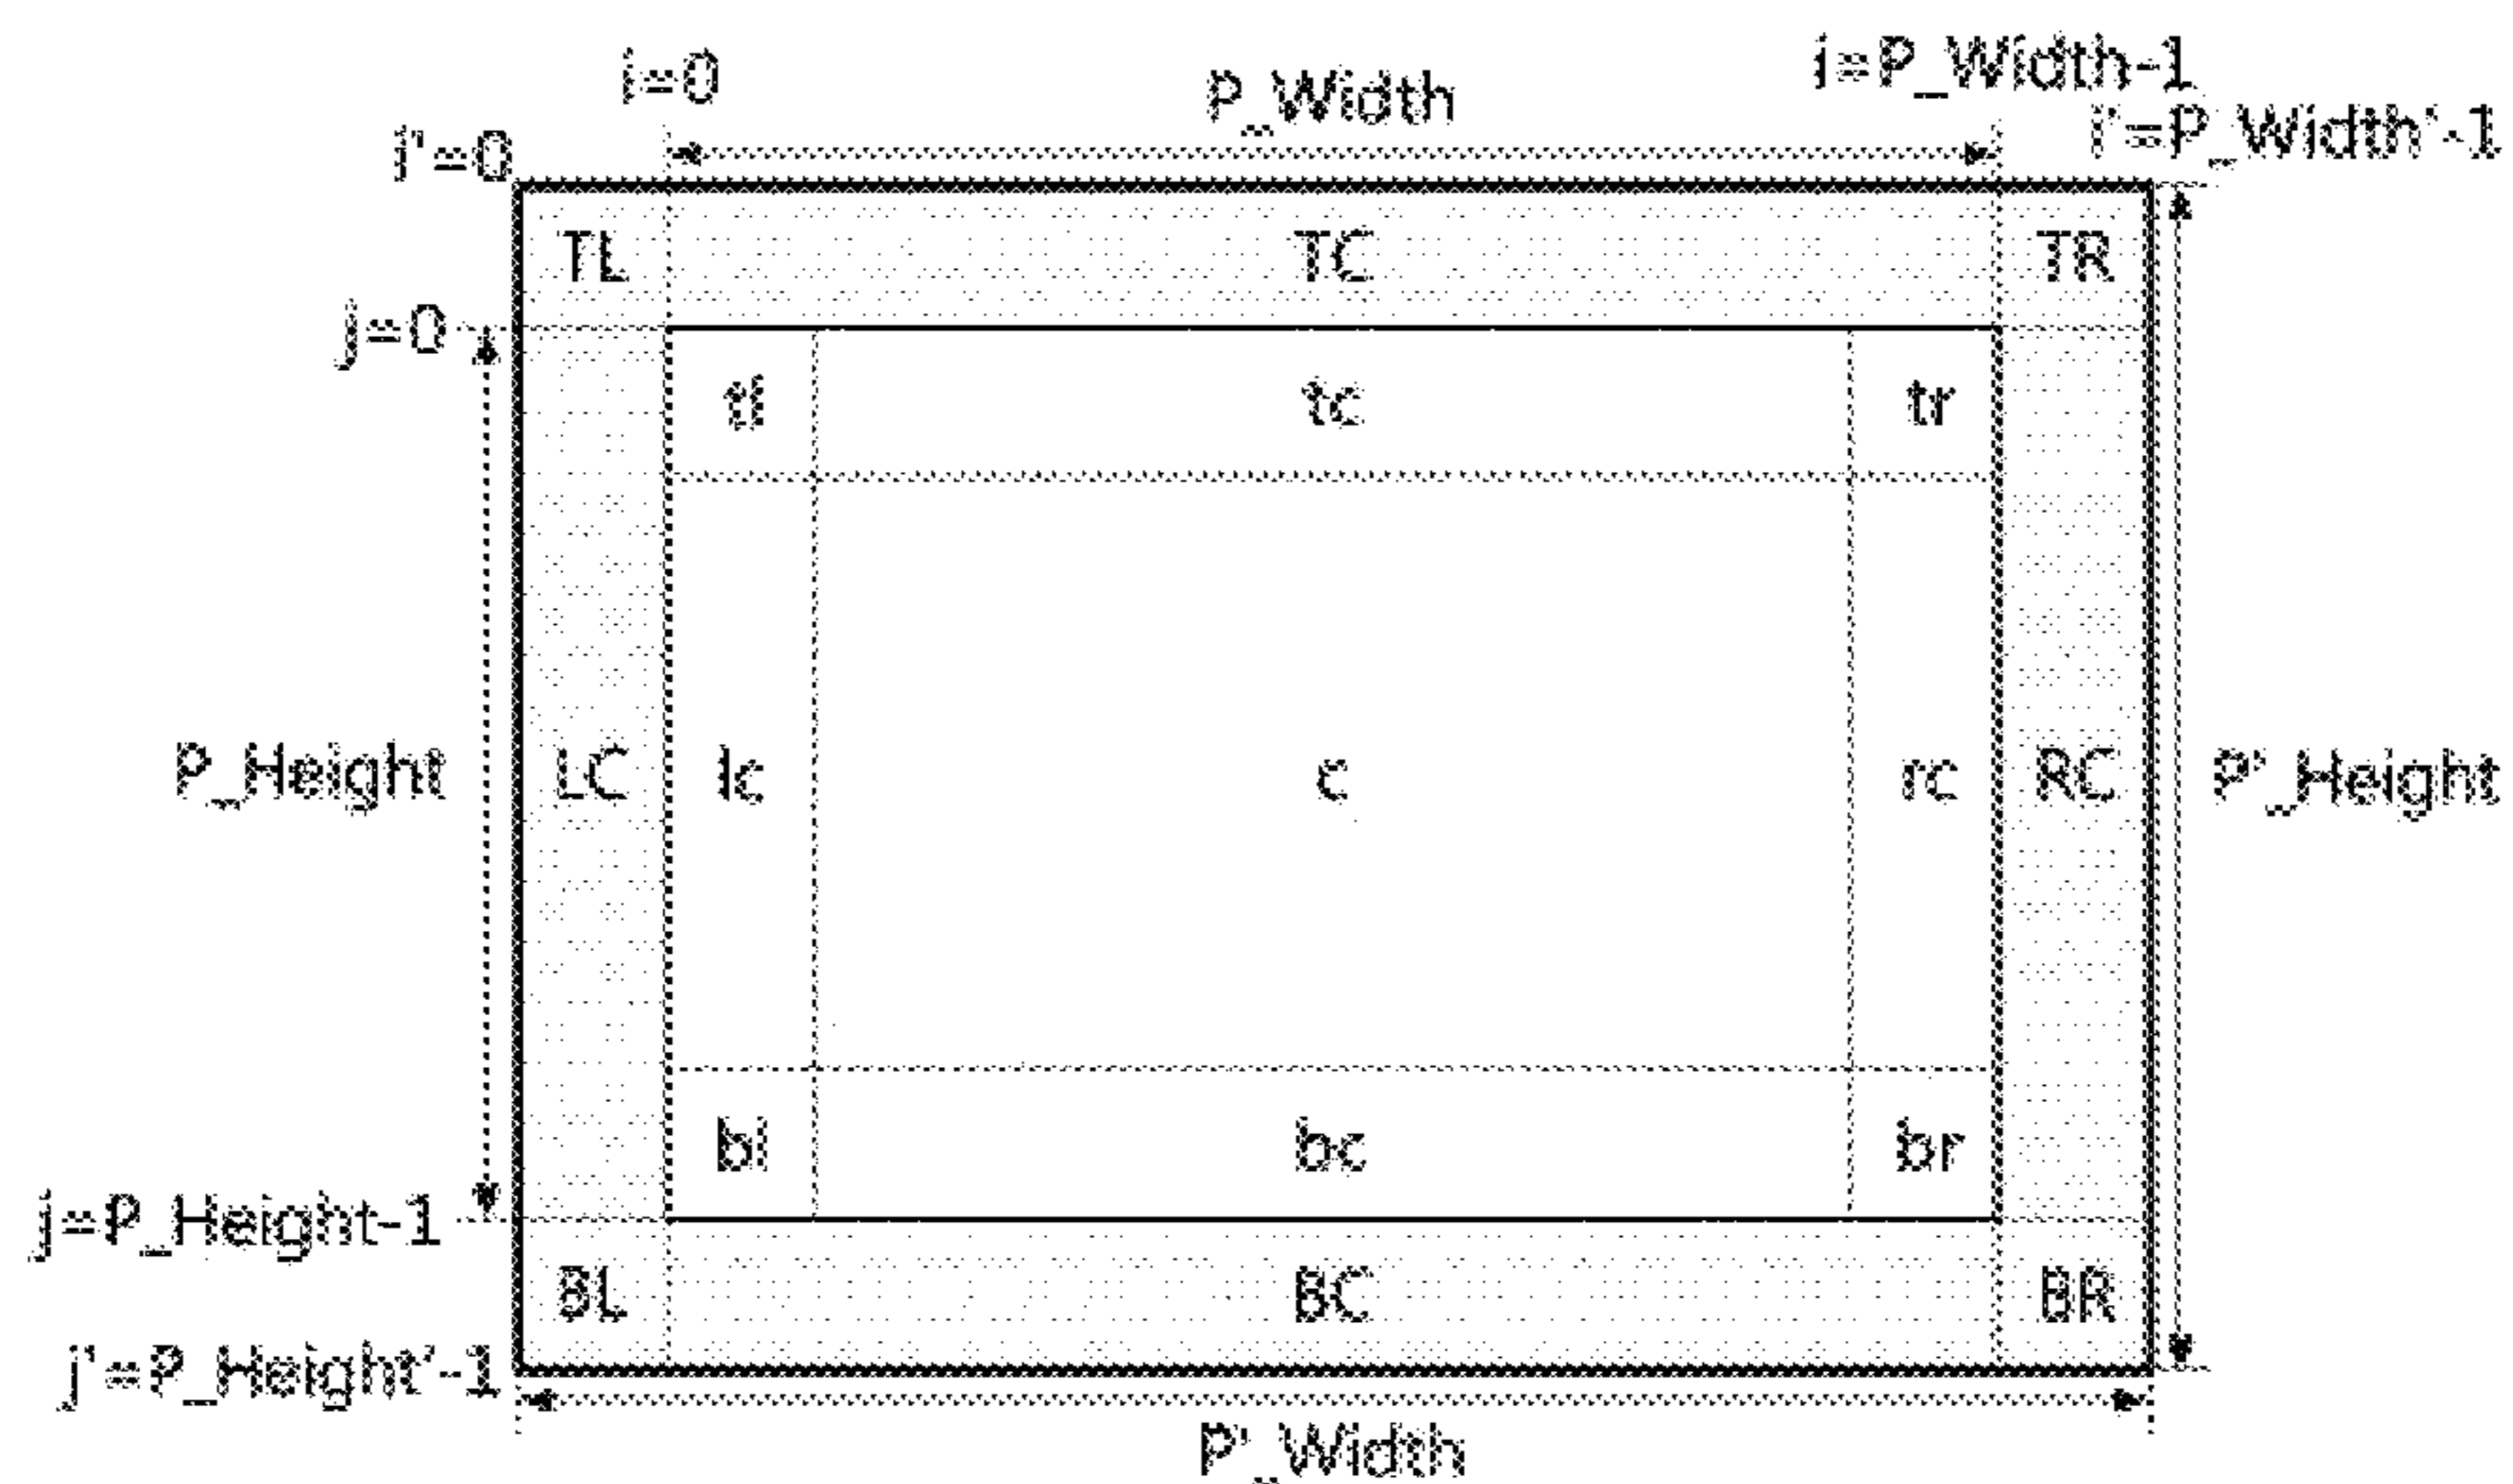 i=0
P_Width
i=P_Width-1
i'=P_Width'-1
TL TC TR
j=0
tl tc tr
P_Height LC lc c rc RC P'_Height
bl bc br
j=P_Height-1
BL BC BR
j'=P_Height'-1
P'_Width